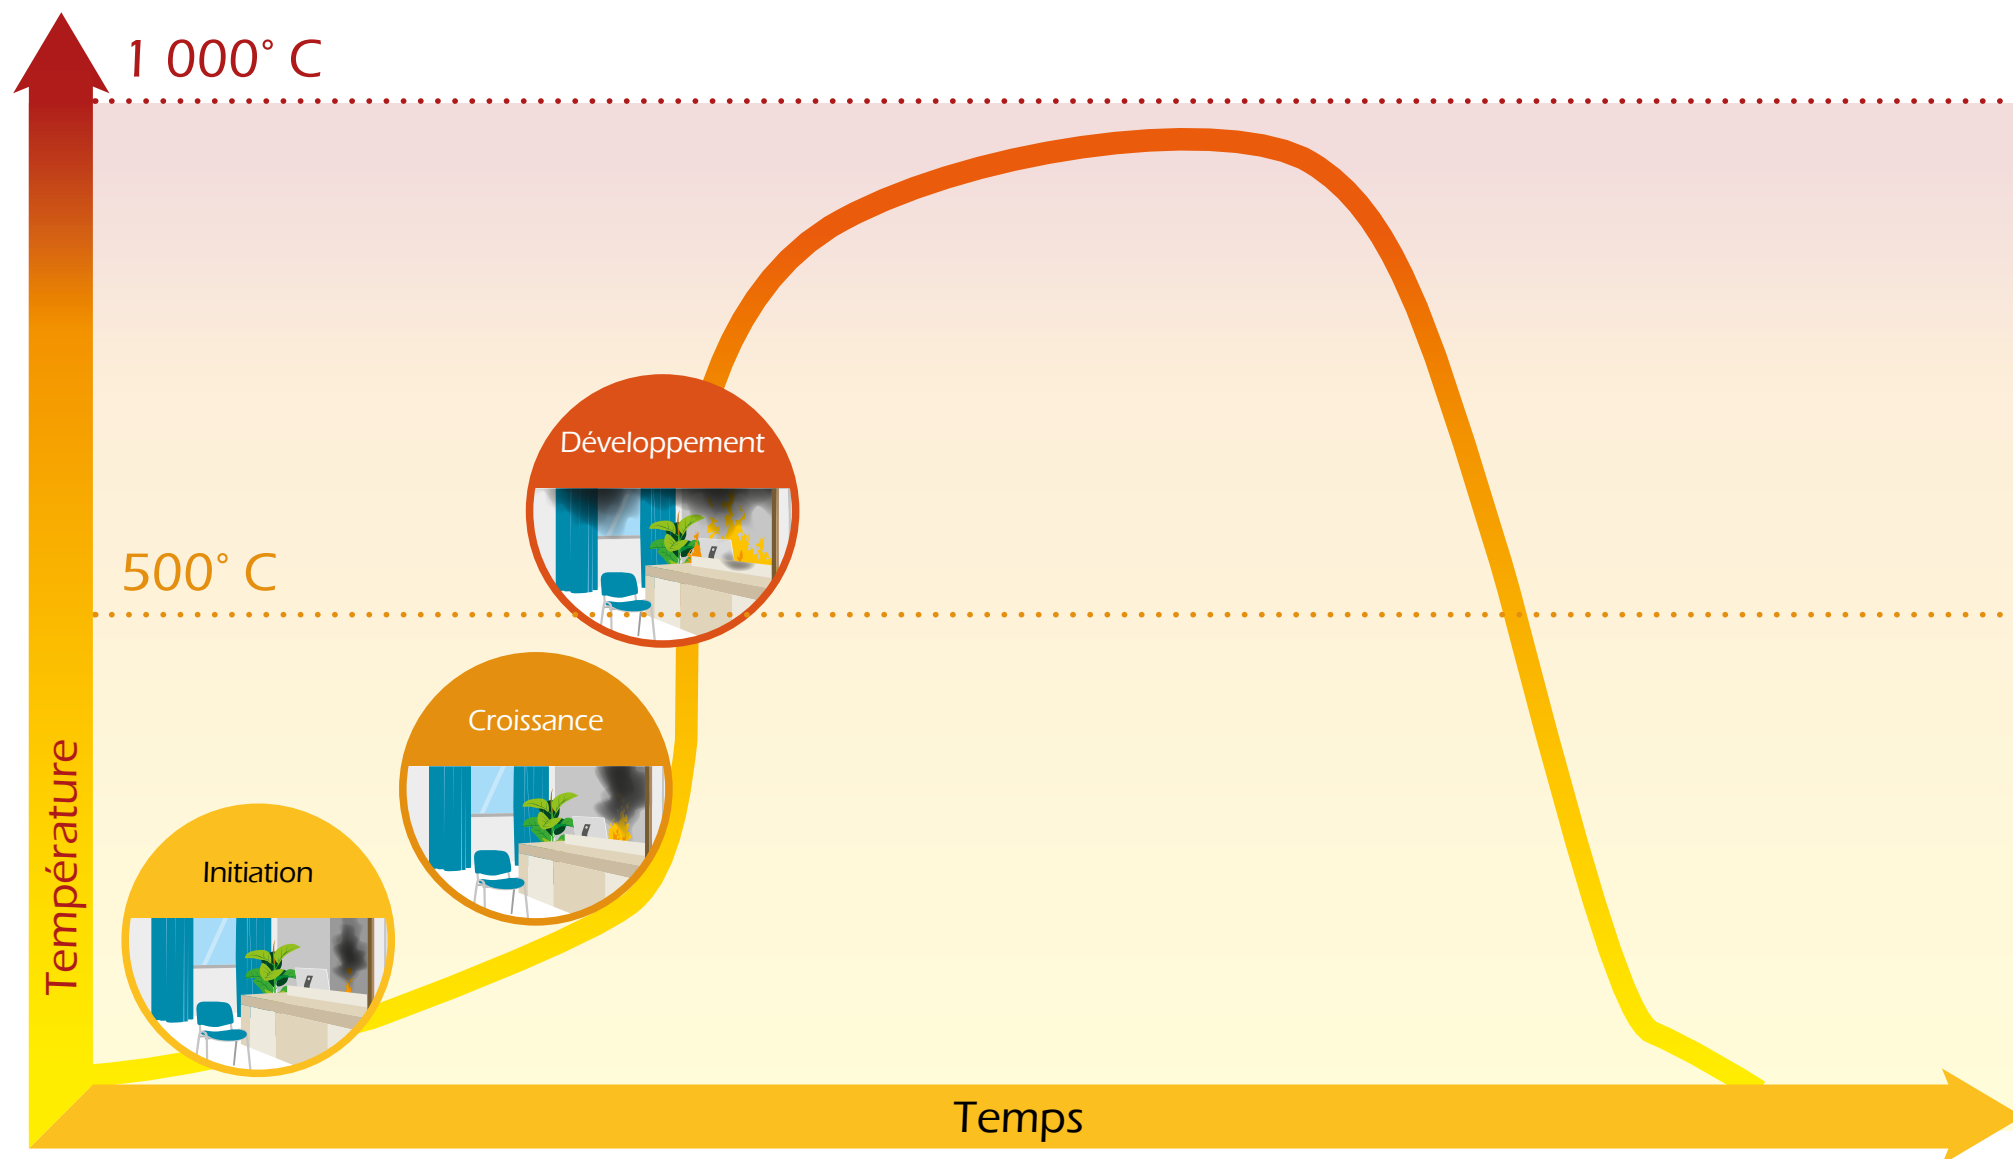 1 000° C
Développement
500° C
Croissance
Température
Initiation
Temps